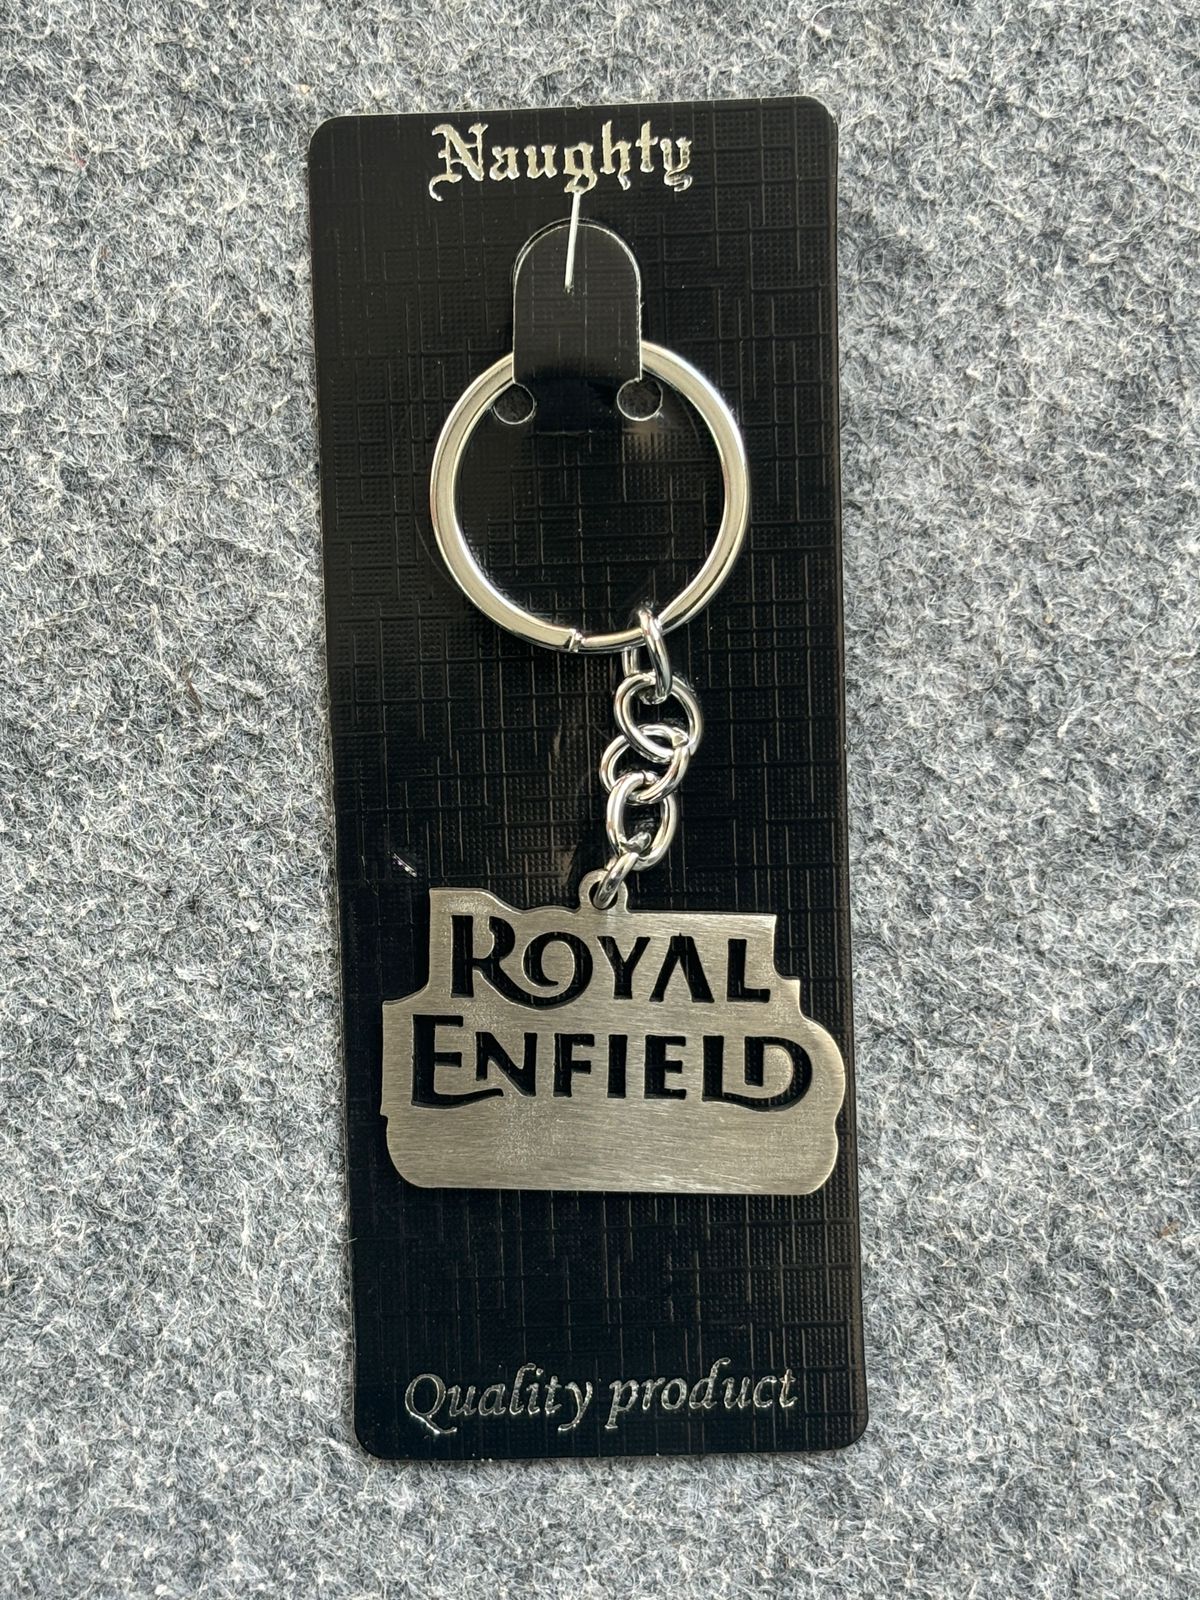 Naughty
ROYAL
ENFIELD
Quality product